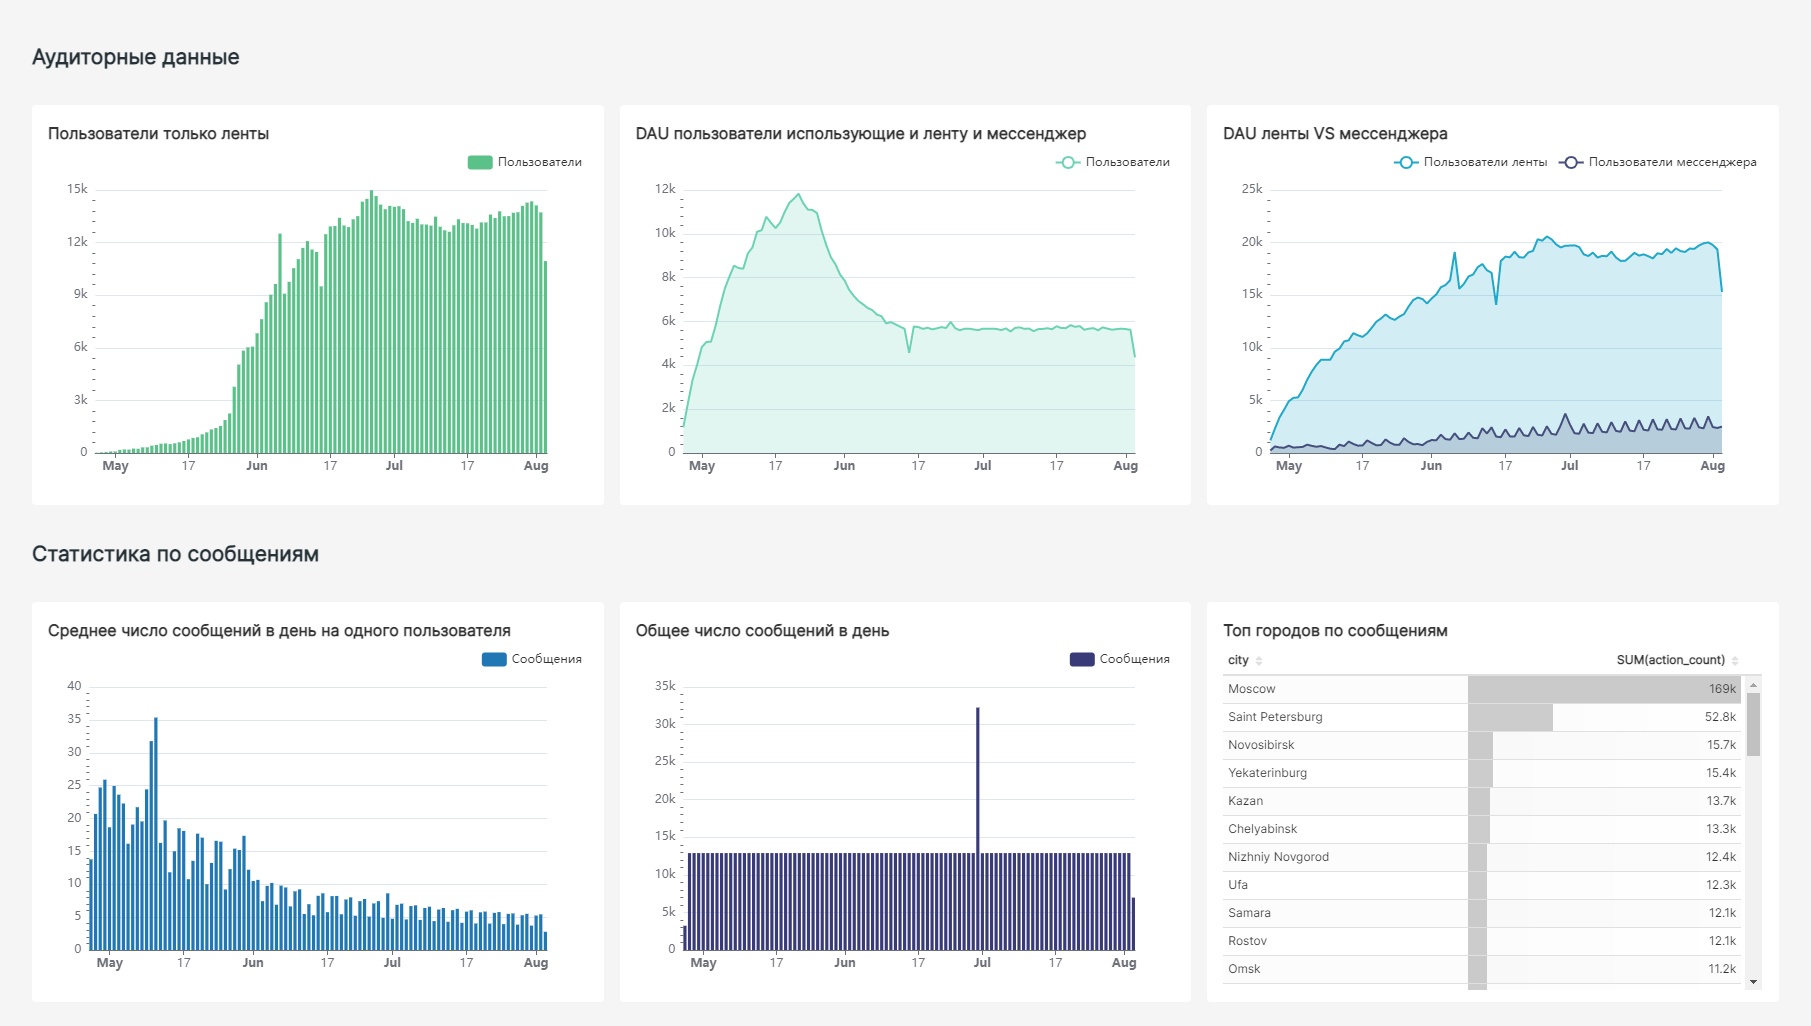 Аудиторные данные
Пользователи только ленты
Пользователи
15k
12k
9k
6k
3k
0
May 17 Jun 17 Jul 17 Aug
DAU пользователи использующие и ленту и мессенджер
Пользователи
12k
10k
8k
6k
4k
2k
0
May 17 Jun 17 Jul 17 Aug
DAU ленты VS мессенджера
Пользователи ленты Пользователи мессенджера
25k
20k
15k
10k
5k
0
May 17 Jun 17 Jul 17 Aug
Статистика по сообщениям
Среднее число сообщений в день на одного пользователя
Сообщения
40
35
30
25
20
15
10
5
0
May 17 Jun 17 Jul 17 Aug
Общее число сообщений в день
Сообщения
35k
30k
25k
20k
15k
10k
5k
0
May 17 Jun 17 Jul 17 Aug
Топ городов по сообщениям
city SUM(action_count)
Moscow 169k
Saint Petersburg 52.8k
Novosibirsk 15.7k
Yekaterinburg 15.4k
Kazan 13.7k
Chelyabinsk 13.3k
Nizhniy Novgorod 12.4k
Ufa 12.3k
Samara 12.1k
Rostov 12.1k
Omsk 11.2k